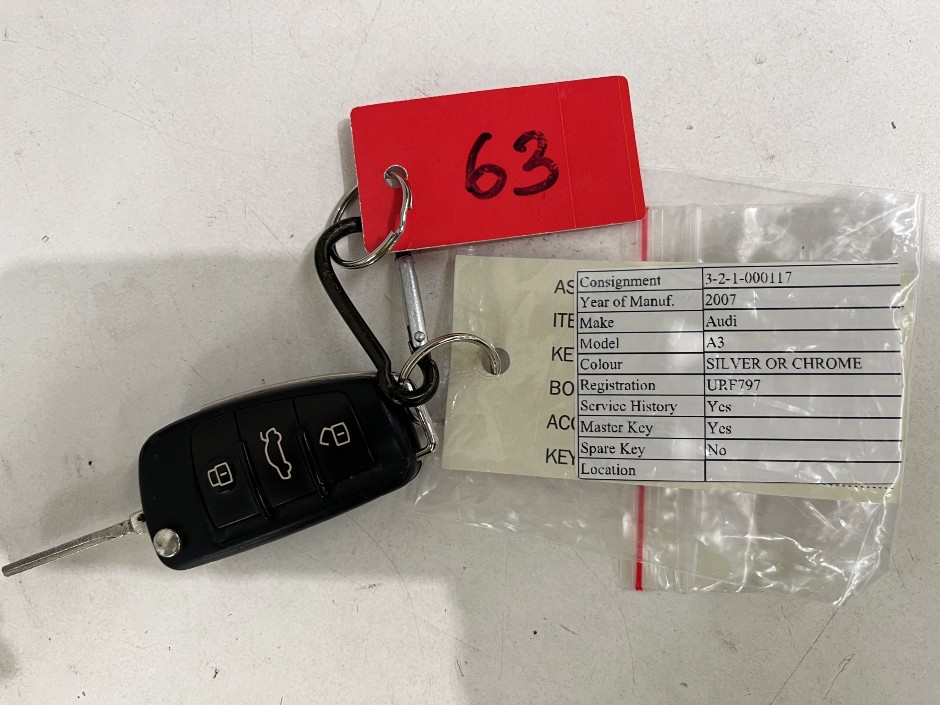 63
AS
Consignment 3-2-1-000117
Year of Manuf. 2007
ITE
Make Audi
Model A3
KE
Colour SILVER OR CHROME
BO
Registration URF797
Service History Yes
ACC
Master Key Yes
Spare Key No
KEY
Location